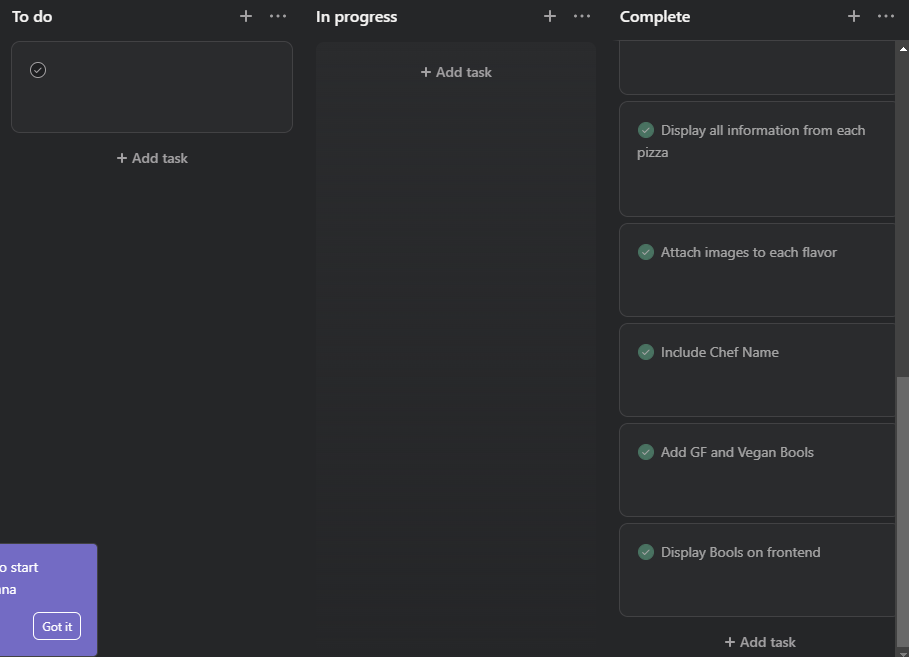 To do
In progress
Complete
+ Add task
+ Add task
Display all information from each
pizza
Attach images to each flavor
Include Chef Name
Add GF and Vegan Bools
Display Bools on frontend
+ Add task
o start
na
Got it